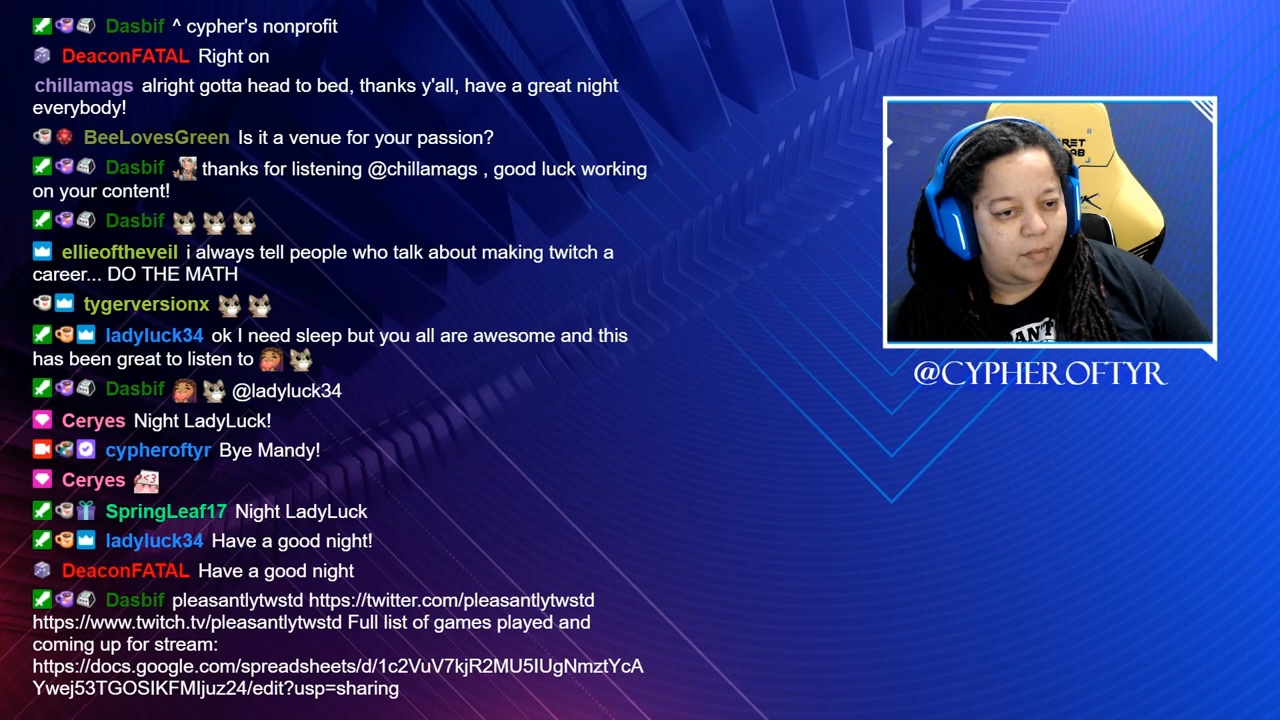 Dasbif ^ cypher's nonprofit
DeaconFATAL Right on
chillamags alright gotta head to bed, thanks y'all, have a great night
everybody!
BeeLovesGreen Is it a venue for your passion?
Dasbif thanks for listening @chillamags , good luck working
on your content!
Dasbif
ellieoftheveil i always tell people who talk about making twitch a
career... DO THE MATH
tygerversionx
ladyluck34 ok I need sleep but you all are awesome and this
has been great to listen to
Dasbif @ladyluck34
Ceryes Night LadyLuck!
cypheroftyr Bye Mandy!
Ceryes <3
SpringLeaf17 Night LadyLuck
ladyluck34 Have a good night!
DeaconFATAL Have a good night
Dasbif pleasantlytwstd https://twitter.com/pleasantlytwstd
https://www.twitch.tv/pleasantlytwstd Full list of games played and
coming up for stream:
https://docs.google.com/spreadsheets/d/1c2VuV7kjR2MU5IUgNmztYcA
Ywej53TGOSIKFMIjuz24/edit?usp=sharing
@CYPHEROFTYR